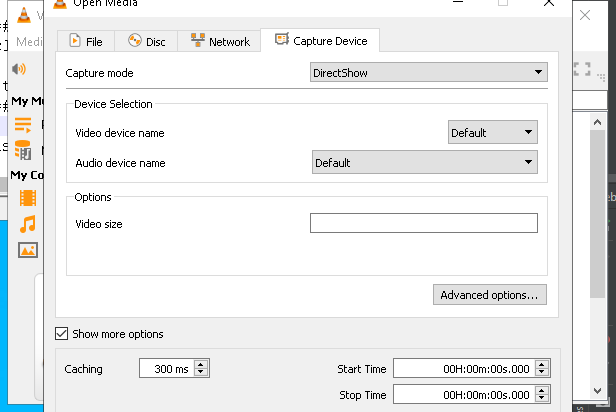 Open Media
Medi
File
Disc
Network
Capture Device
Capture mode
DirectShow
Device Selection
My Mu
Video device name
Default
Audio device name
Default
My Co
Options
Video size
Advanced options...
Show more options
Caching
300 ms
Start Time
00H:00m:00s.000
Stop Time
00H:00m:00s.000